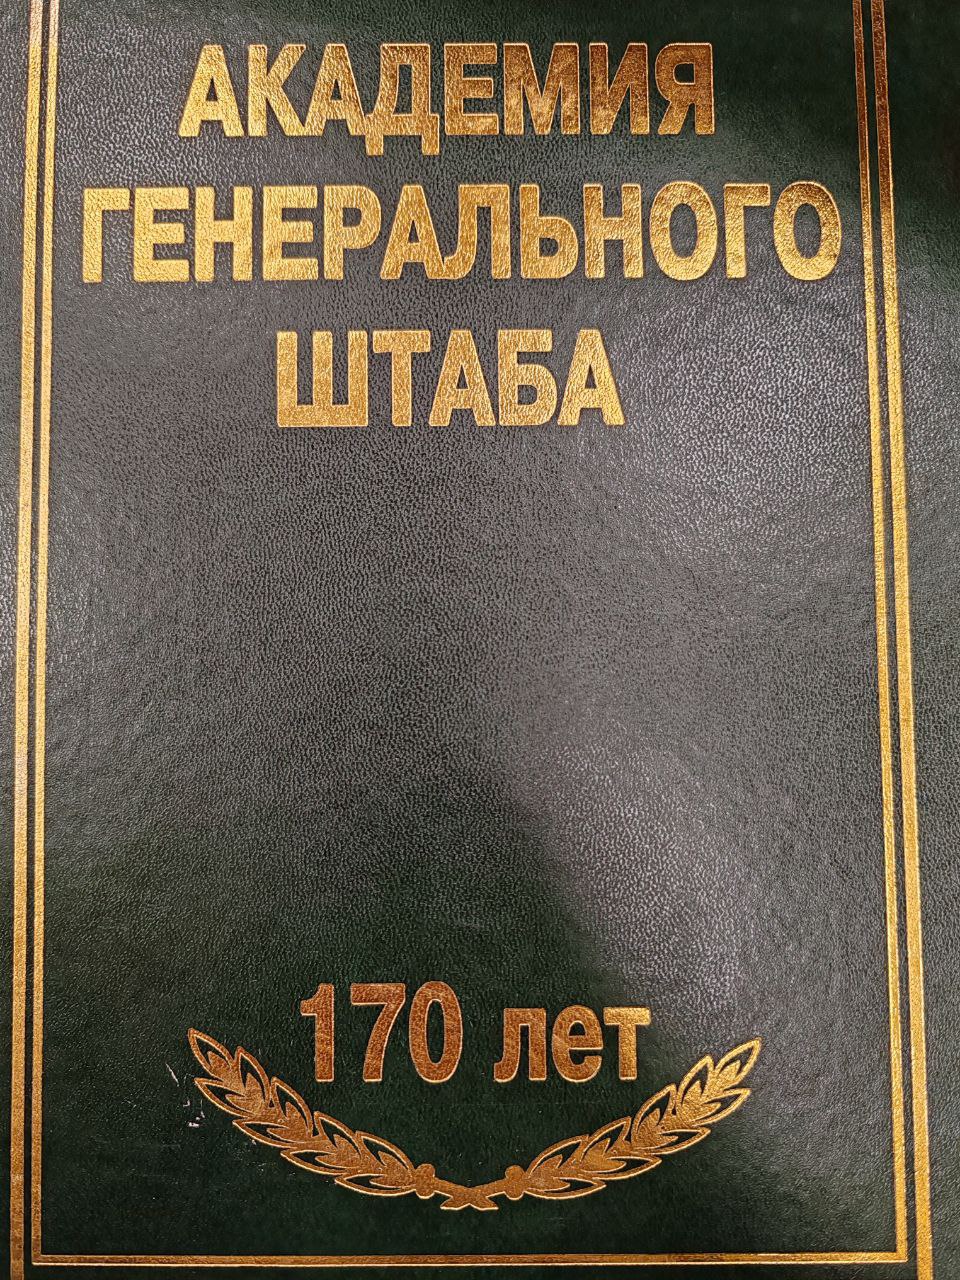 АКАДЕМИЯ
ГЕНЕРАЛЬНОГО
ШТАБА
170 лет